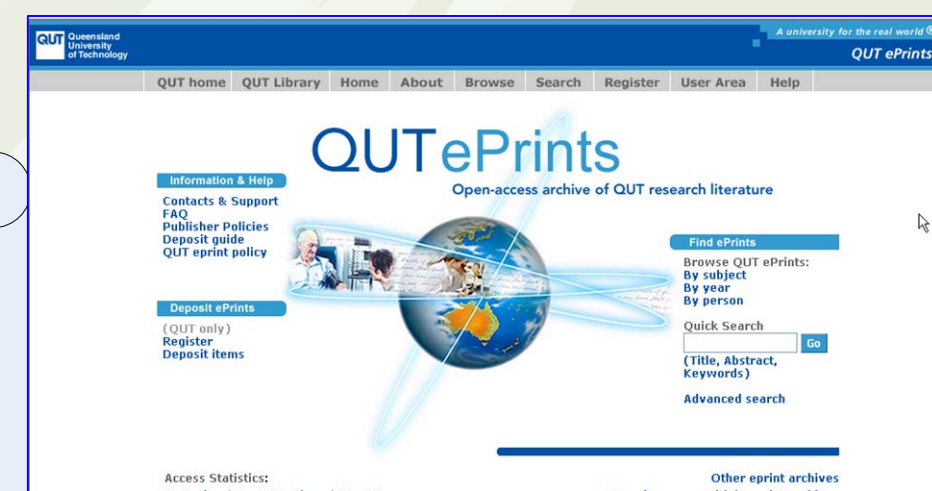 QUT
Queensland
University
of Technology
A university for the real world ®
QUT ePrints
QUT home QUT Library Home About Browse Search Register User Area Help
QUT ePrints
Open-access archive of QUT research literature
Information & Help
Contacts & Support
FAQ
Publisher Policies
Deposit guide
QUT eprint policy
Deposit ePrints
(QUT only)
Register
Deposit items
Find ePrints
Browse QUT ePrints:
By subject
By year
By person
Quick Search
Go
(Title, Abstract,
Keywords)
Advanced search
Access Statistics:
Other eprint archives